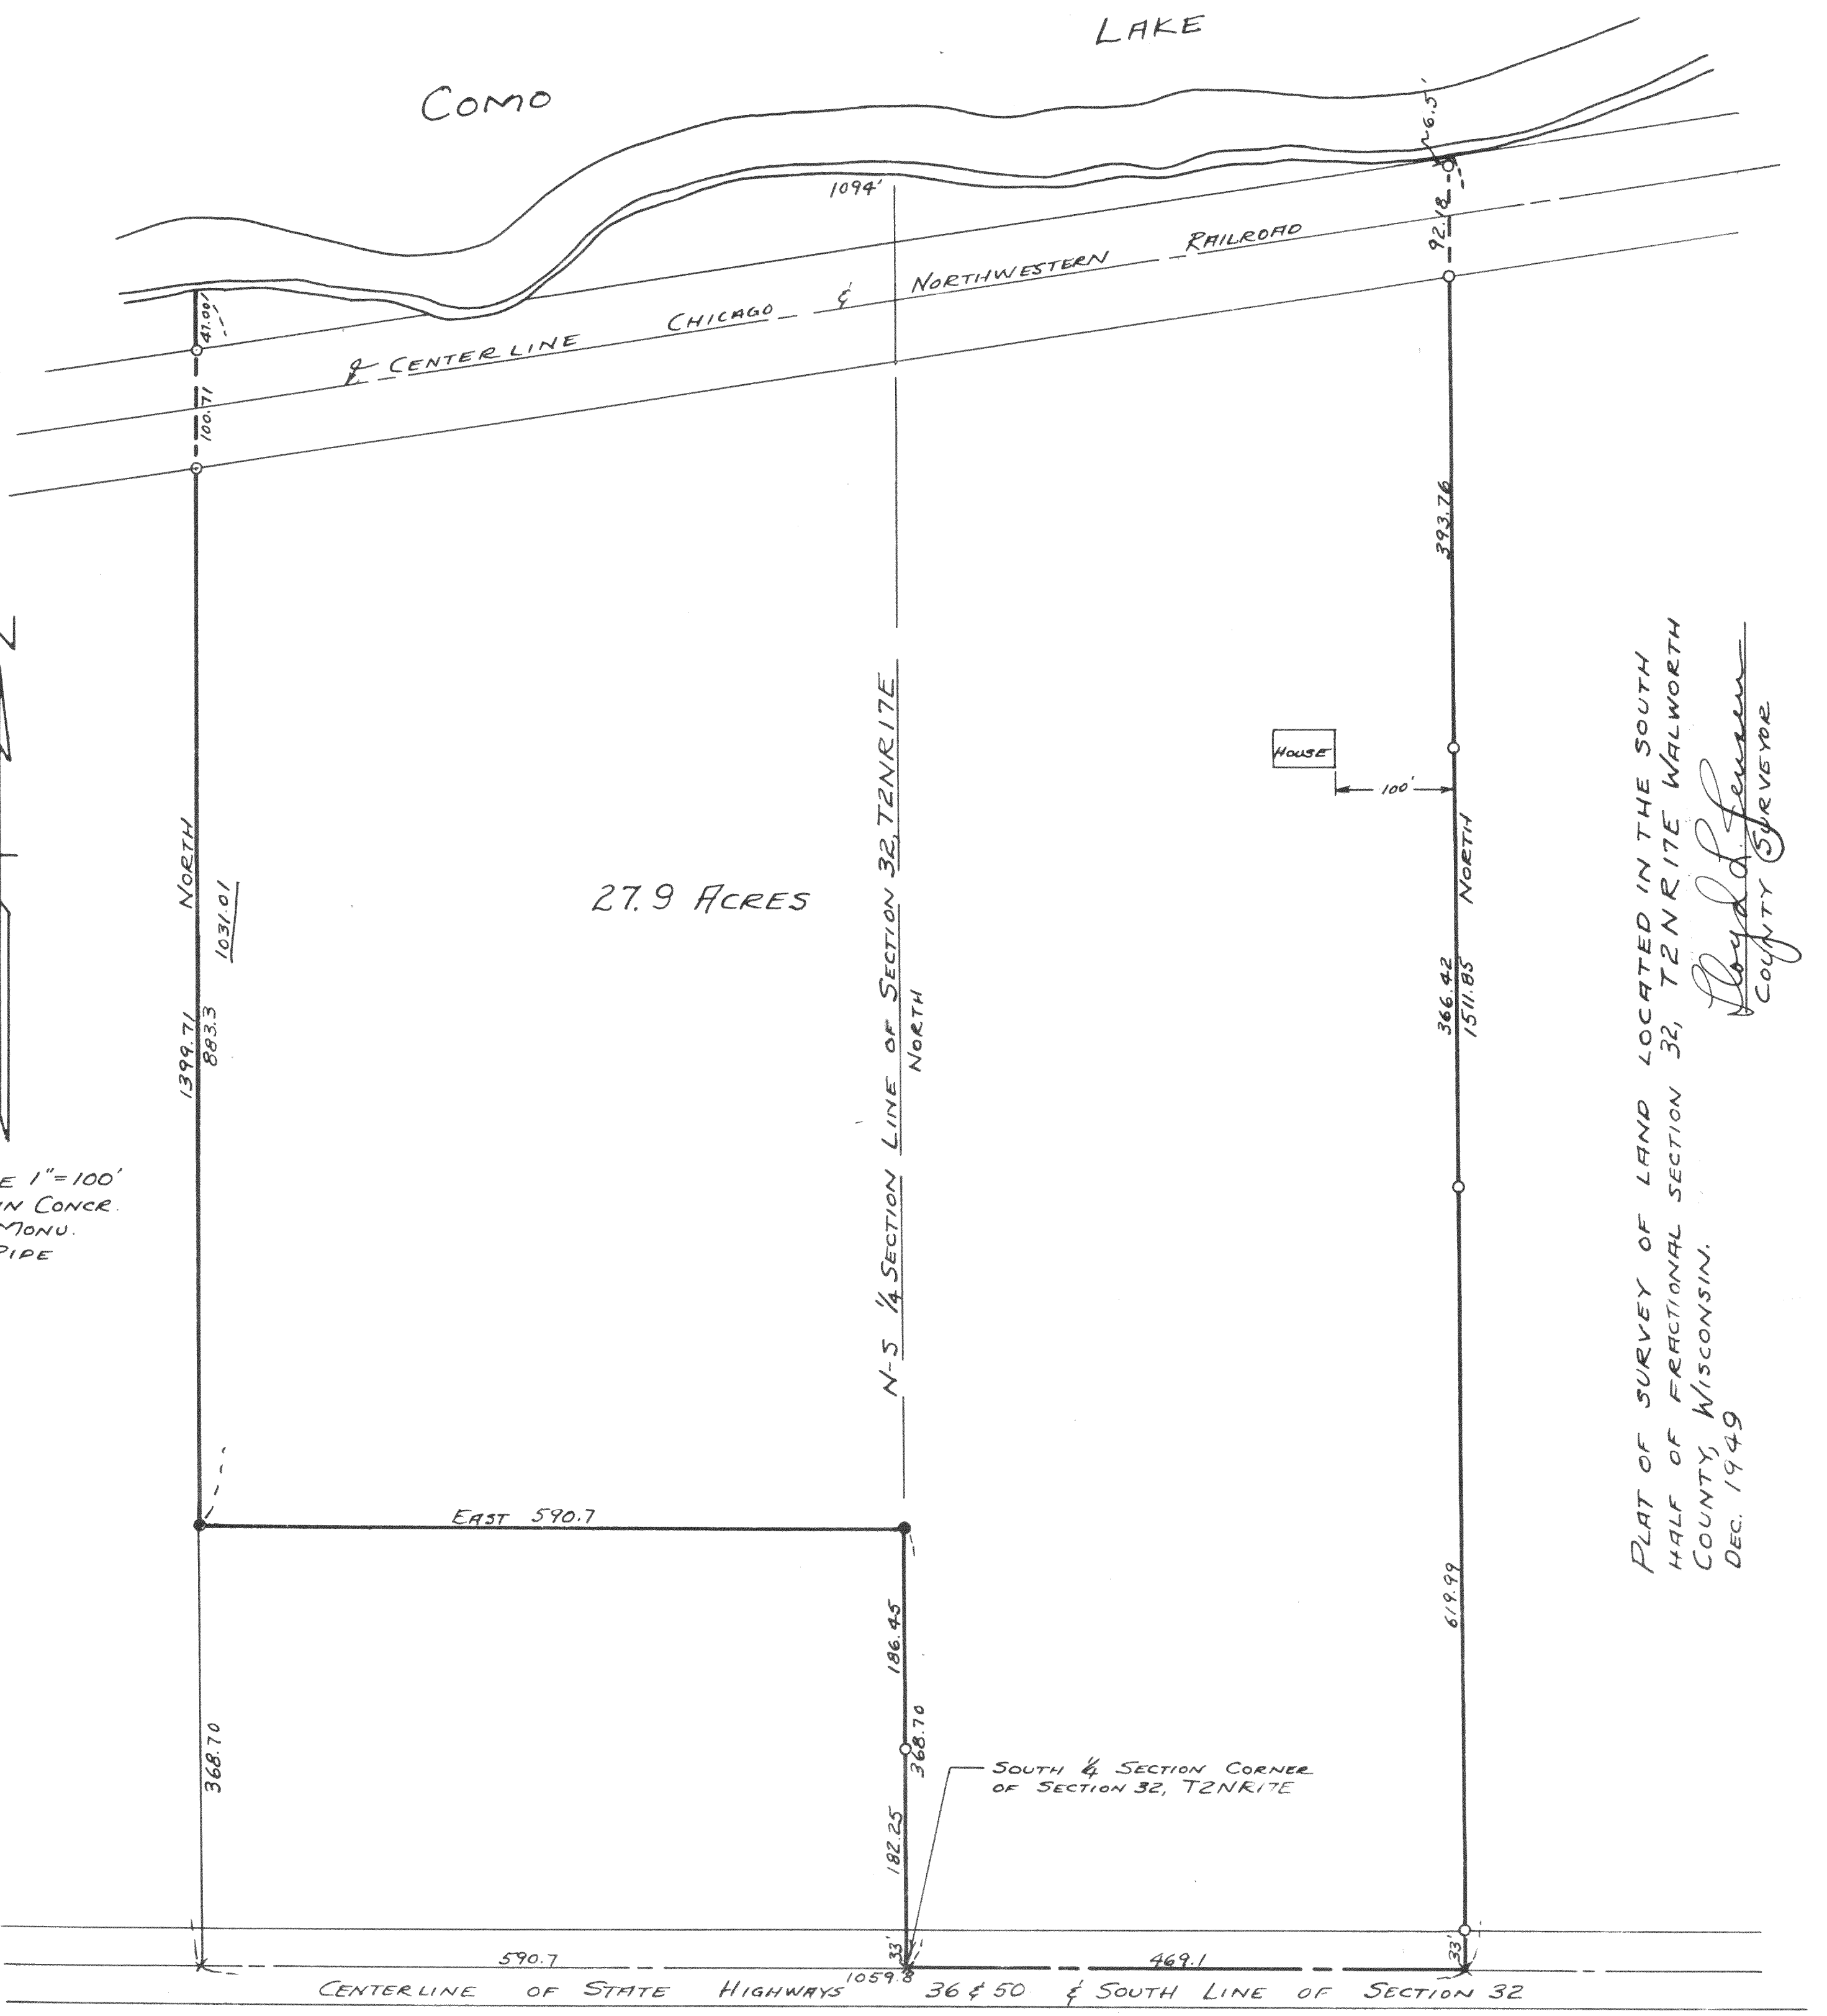 LAKE
COMO
~6.5'
1094'
92.18
RAILROAD
NORTHWESTERN
&
CHICAGO
CENTER LINE
47.00
100.71
393.76
N-S 1/4 SECTION LINE OF SECTION 32, T2NR17E
NORTH
HOUSE
100'
NORTH
NORTH
1031.01
27.9 ACRES
1399.71
883.3
366.42
1511.85
E 1"=100'
IN CONCR.
MONU.
PIPE
PLAT OF SURVEY OF LAND LOCATED IN THE SOUTH
HALF OF FRACTIONAL SECTION 32, T2NR17E WALWORTH
COUNTY, WISCONSIN.
DEC. 1949
COUNTY SURVEYOR
EAST 590.7
186.45
619.99
368.70
368.70
SOUTH 1/4 SECTION CORNER
OF SECTION 32, T2NR17E
182.25
33'
33'
590.7
469.1
1059.8
CENTERLINE OF STATE HIGHWAYS 36 & 50 & SOUTH LINE OF SECTION 32